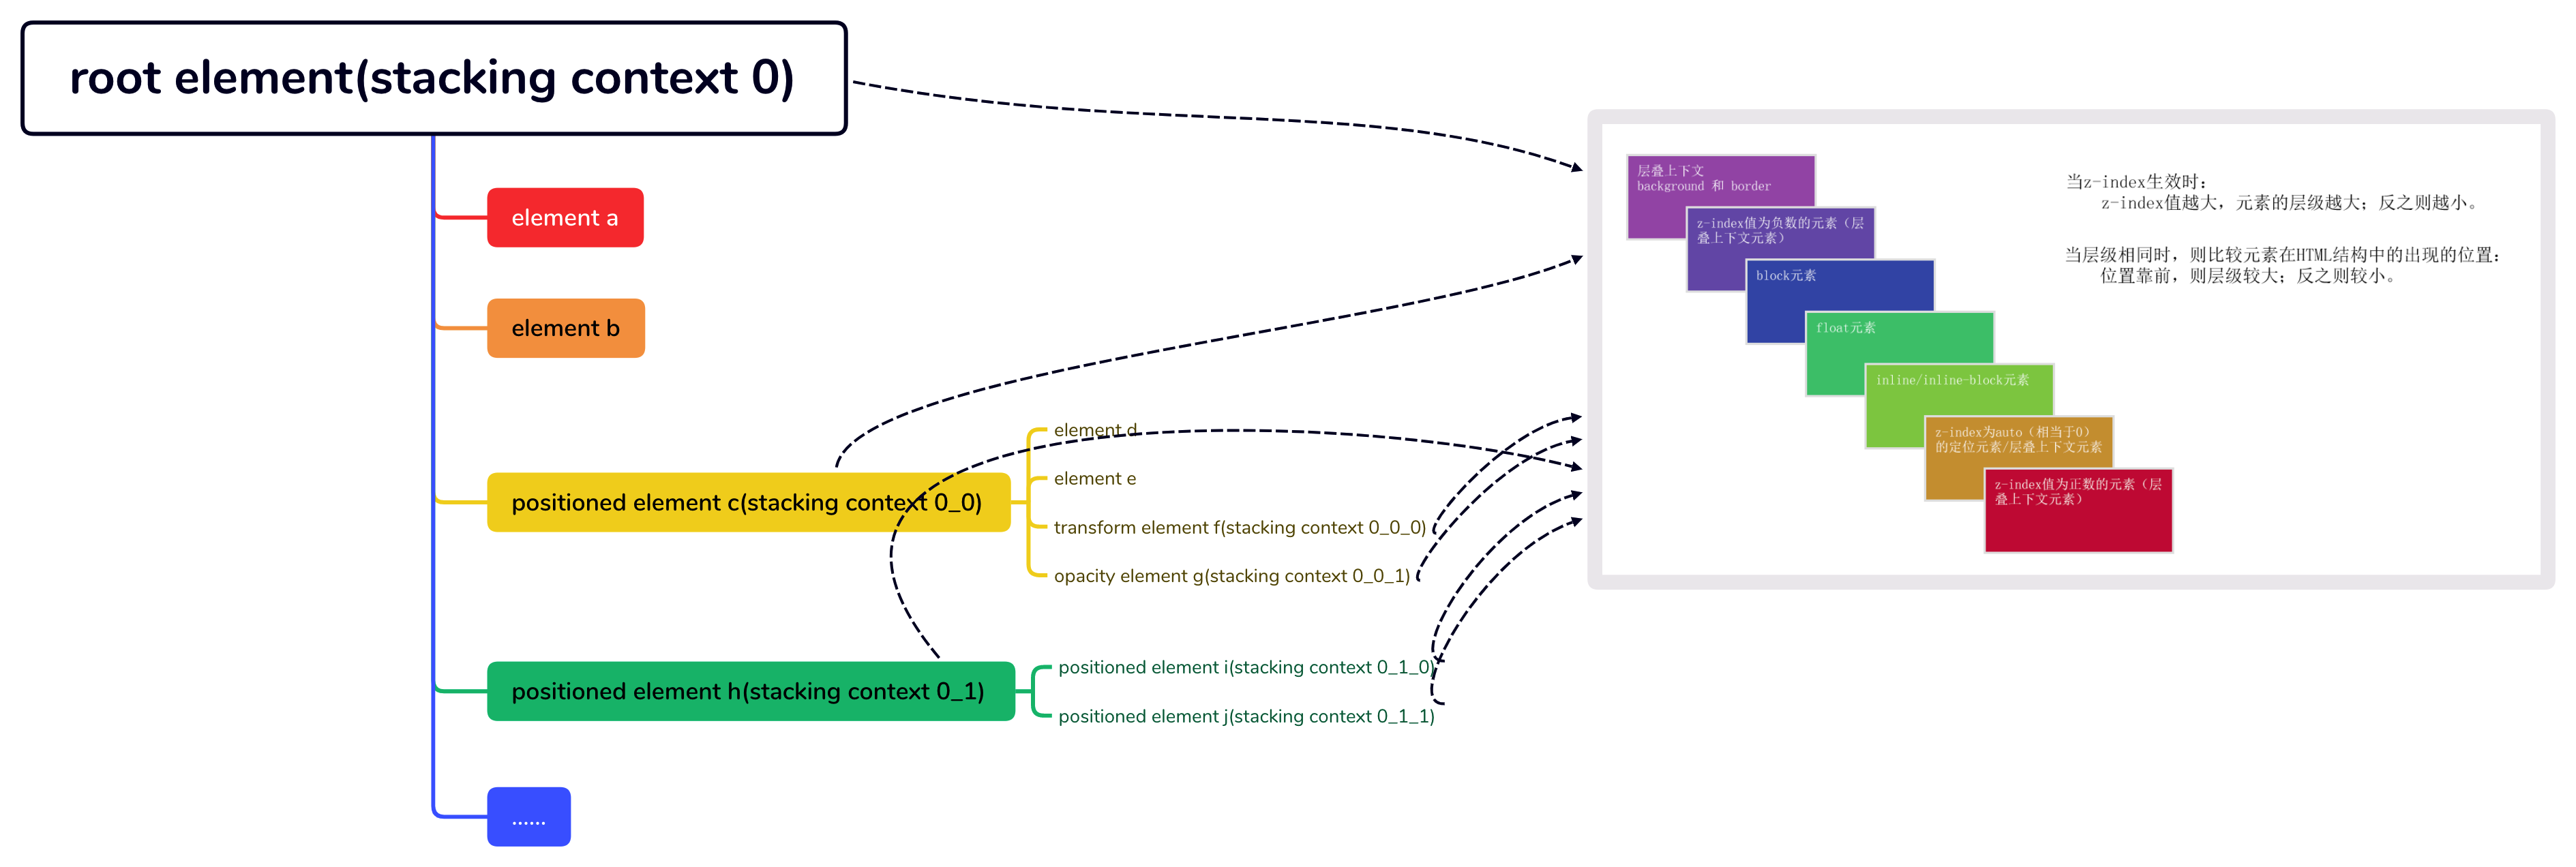 root element(stacking context 0)
element a
element b
positioned element c(stacking context 0_0)
element d
element e
transform element f(stacking context 0_0_0)
opacity element g(stacking context 0_0_1)
positioned element h(stacking context 0_1)
positioned element i(stacking context 0_1_0)
positioned element j(stacking context 0_1_1)
......
层叠上下文
background 和 border
z-index值为负数的元素（层
叠上下文元素）
block元素
float元素
inline/inline-block元素
z-index为auto（相当于0）
的定位元素/层叠上下文元素
z-index值为正数的元素（层
叠上下文元素）
当z-index生效时：
z-index值越大，元素的层级越大；反之则越小。
当层级相同时，则比较元素在HTML结构中的出现的位置：
位置靠前，则层级较大；反之则较小。